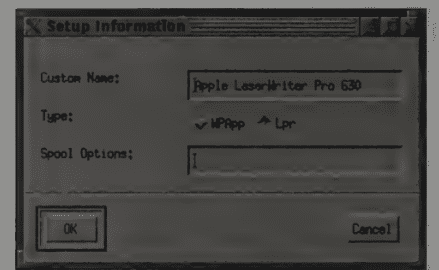 Setup Information
Custom Name: Apple LaserWriter Pro 630
Type: WPApp Lpr
Spool Options:
OK Cancel